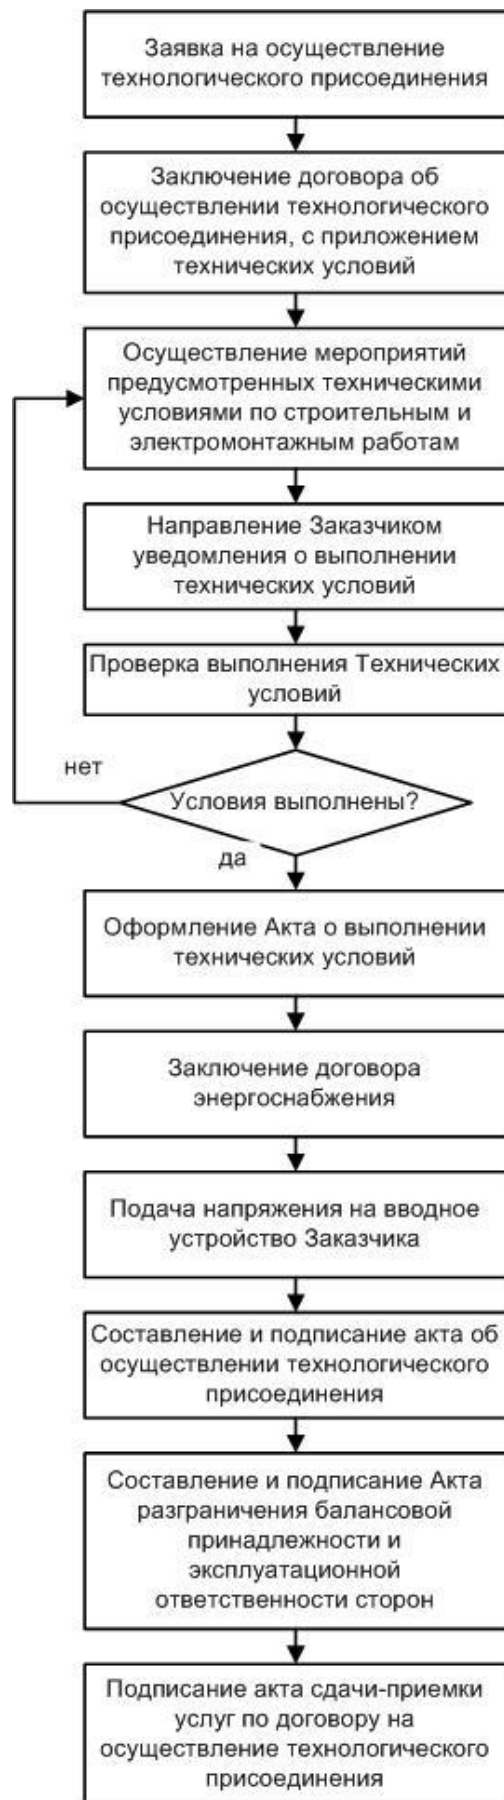 Заявка на осуществление
технологического присоединения
Заключение договора об
осуществлении технологического
присоединения, с приложением
технических условий
Осуществление мероприятий
предусмотренных техническими
условиями по строительным и
электромонтажным работам
Направление Заказчиком
уведомления о выполнении
технических условий
Проверка выполнения Технических
условий
нет
Условия выполнены?
да
Оформление Акта о выполнении
технических условий
Заключение договора
энергоснабжения
Подача напряжения на вводное
устройство Заказчика
Составление и подписание акта об
осуществлении технологического
присоединения
Составление и подписание Акта
разграничения балансовой
принадлежности и
эксплуатационной
ответственности сторон
Подписание акта сдачи-приемки
услуг по договору на
осуществление технологического
присоединения